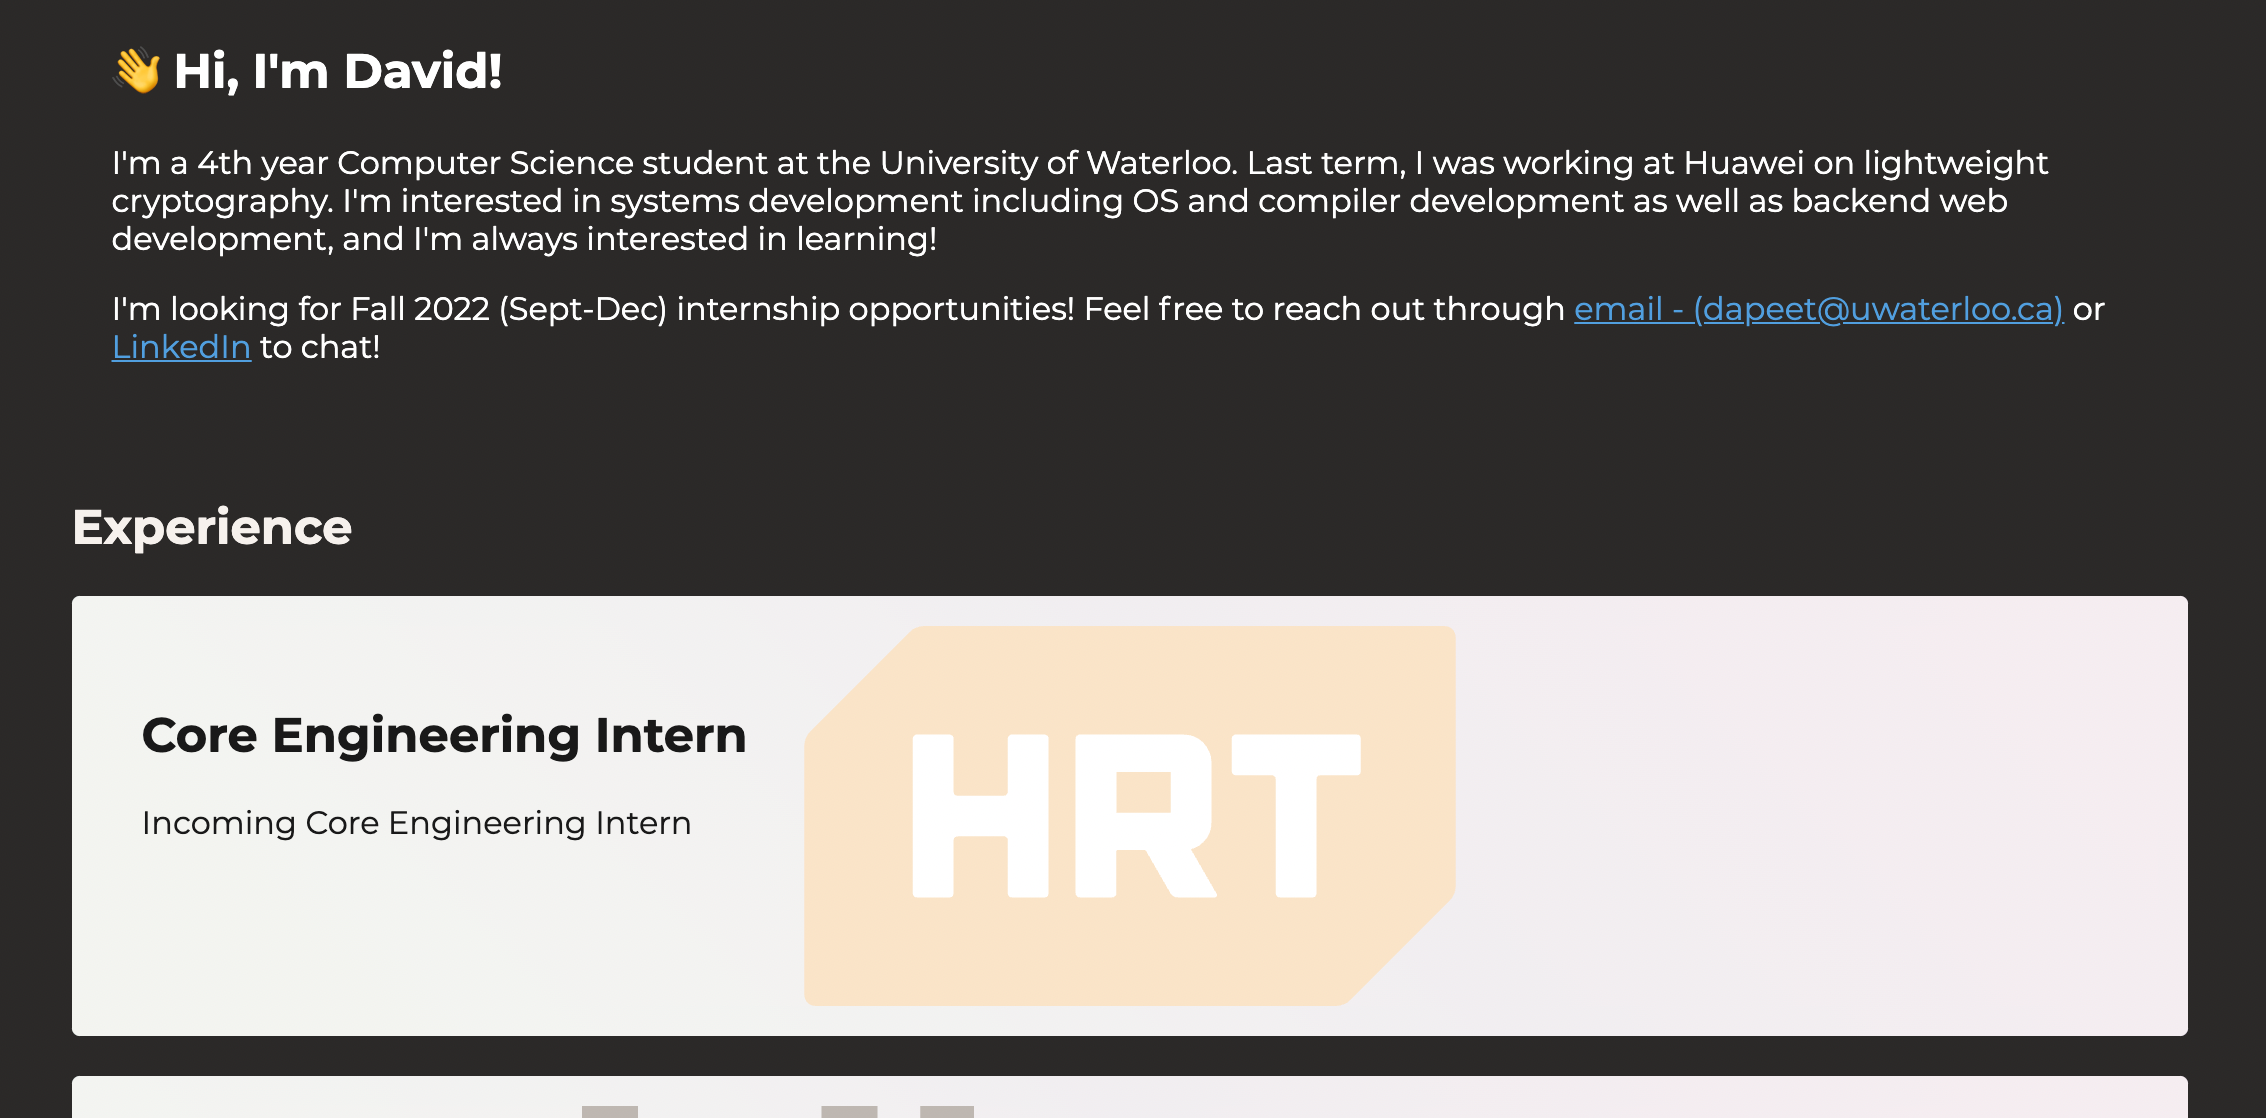 👋 Hi, I'm David!
I'm a 4th year Computer Science student at the University of Waterloo. Last term, I was working at Huawei on lightweight
cryptography. I'm interested in systems development including OS and compiler development as well as backend web
development, and I'm always interested in learning!
I'm looking for Fall 2022 (Sept-Dec) internship opportunities! Feel free to reach out through email - (dapeet@uwaterloo.ca) or
LinkedIn to chat!
Experience
Core Engineering Intern
Incoming Core Engineering Intern
HRT